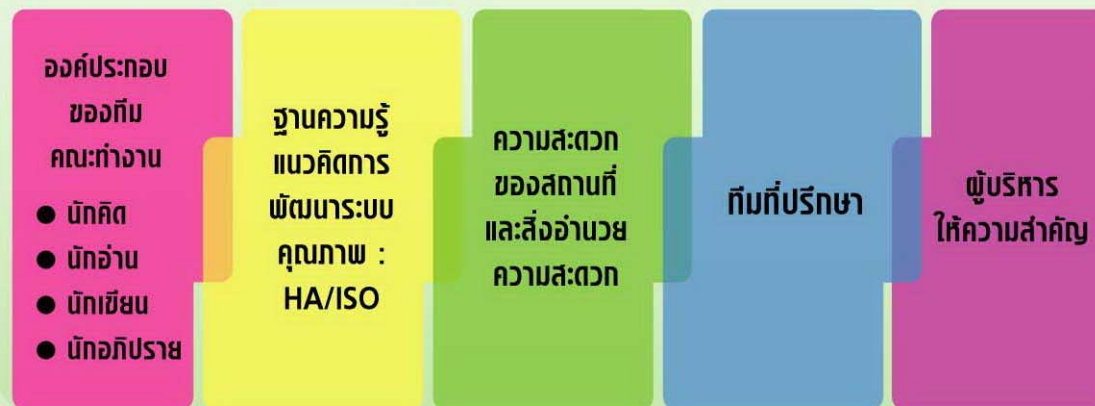 องค์ประกอบ
ของทีม
คณะทำงาน
● นักคิด
● นักอ่าน
● นักเขียน
● นักอภิปราย
ฐานความรู้
แนวคิดการ
พัฒนาระบบ
คุณภาพ :
HA/ISO
ความสะดวก
ของสถานที่
และสิ่งอำนวย
ความสะดวก
ทีมที่ปรึกษา
ผู้บริหาร
ให้ความสำคัญ